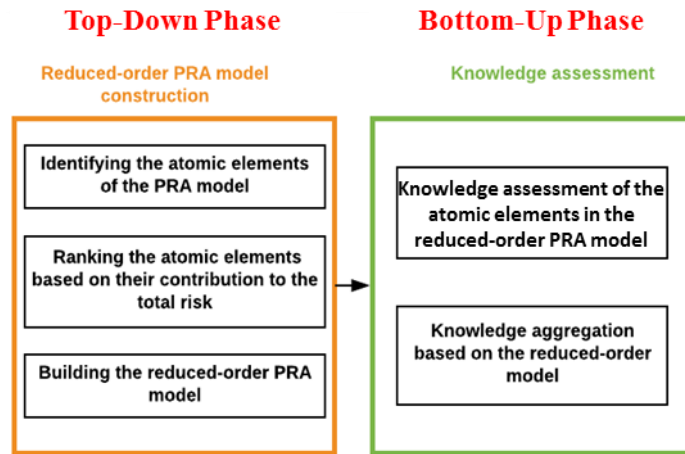 Top-Down Phase
Reduced-order PRA model
construction
Identifying the atomic elements
of the PRA model
Ranking the atomic elements
based on their contribution to the
total risk
Building the reduced-order PRA
model
Bottom-Up Phase
Knowledge assessment
Knowledge assessment of the
atomic elements in the
reduced-order PRA model
Knowledge aggregation
based on the reduced-order
model